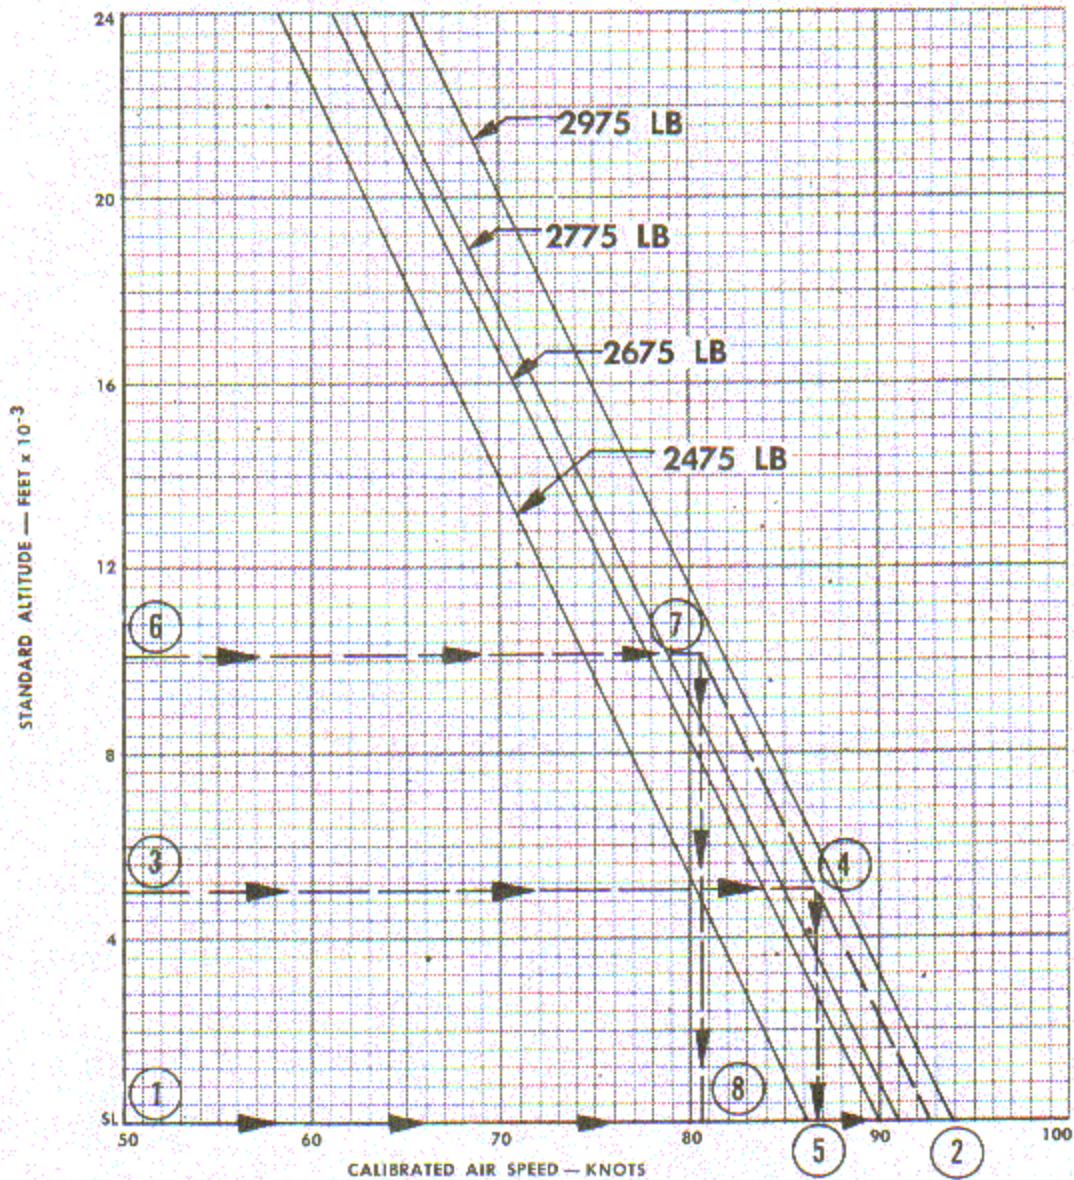 24
2975 LB
20
2775 LB
2675 LB
16
2475 LB
STANDARD ALTITUDE — FEET x 10-3
12
6
7
8
3
4
4
1
8
SL
50
60
70
80
90
100
5
2
CALIBRATED AIR SPEED — KNOTS